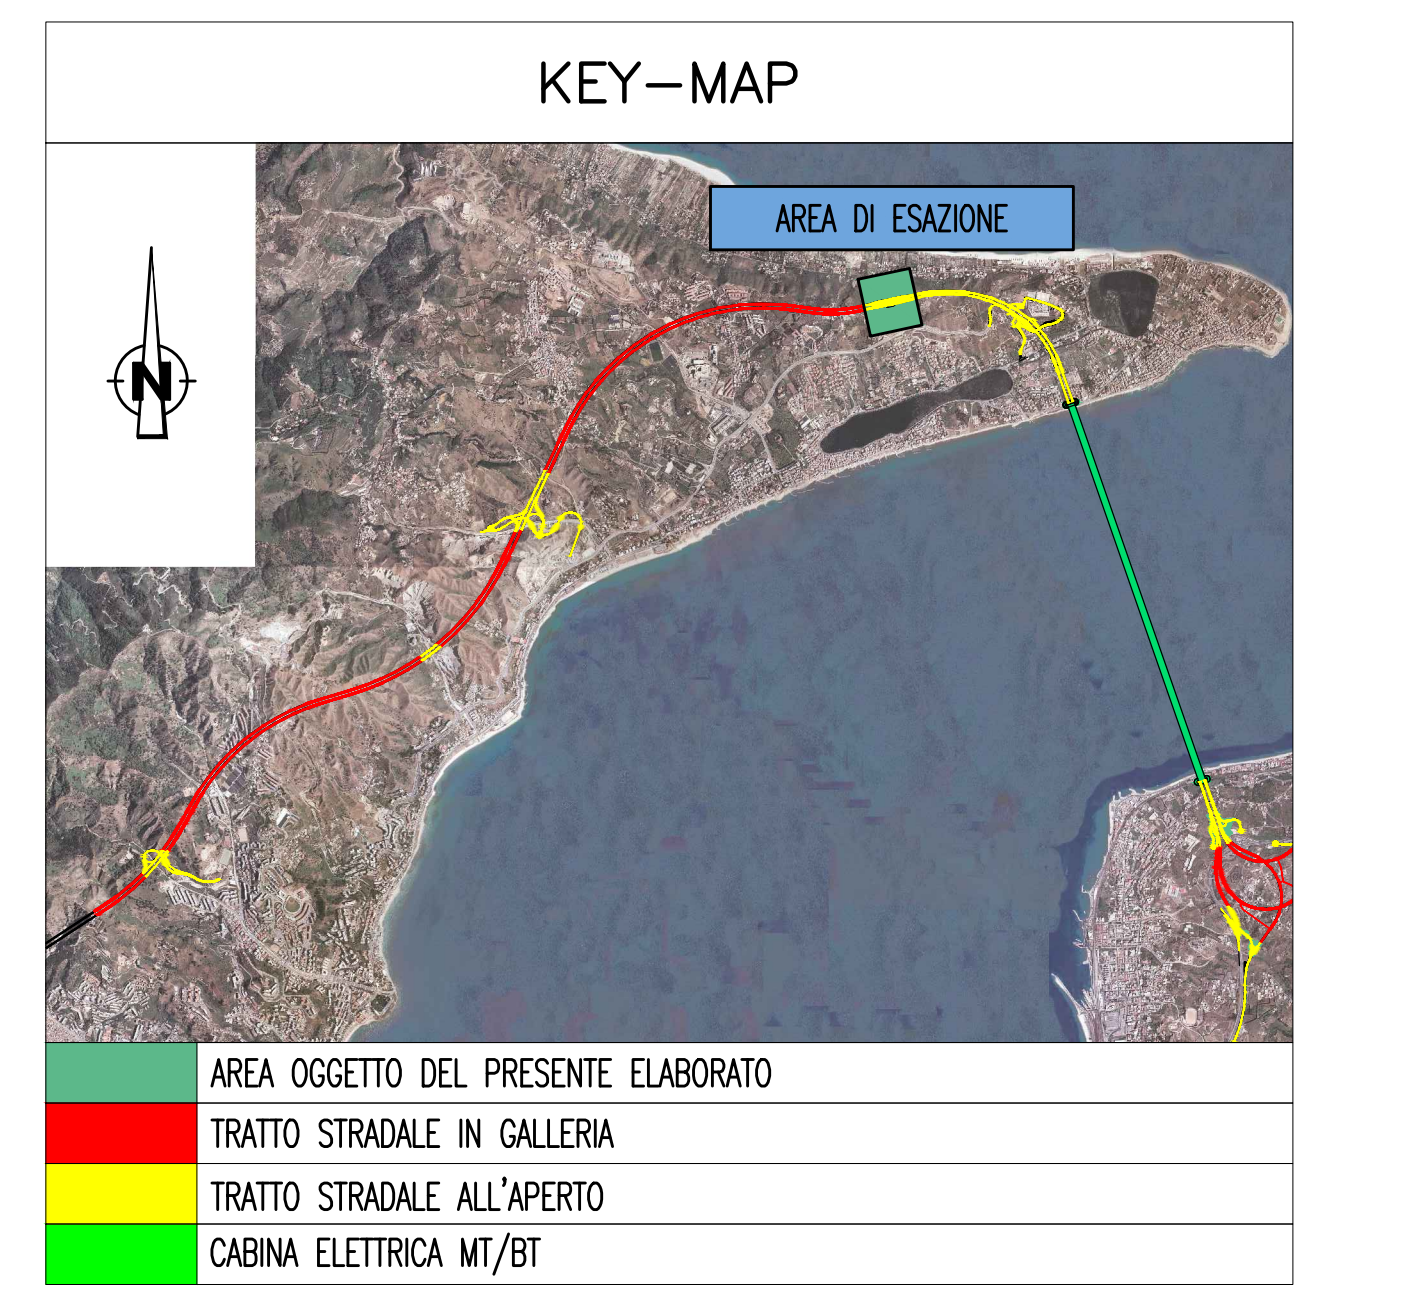 KEY-MAP
AREA DI ESAZIONE
N
AREA OGGETTO DEL PRESENTE ELABORATO
TRATTO STRADALE IN GALLERIA
TRATTO STRADALE ALL'APERTO
CABINA ELETTRICA MT/BT